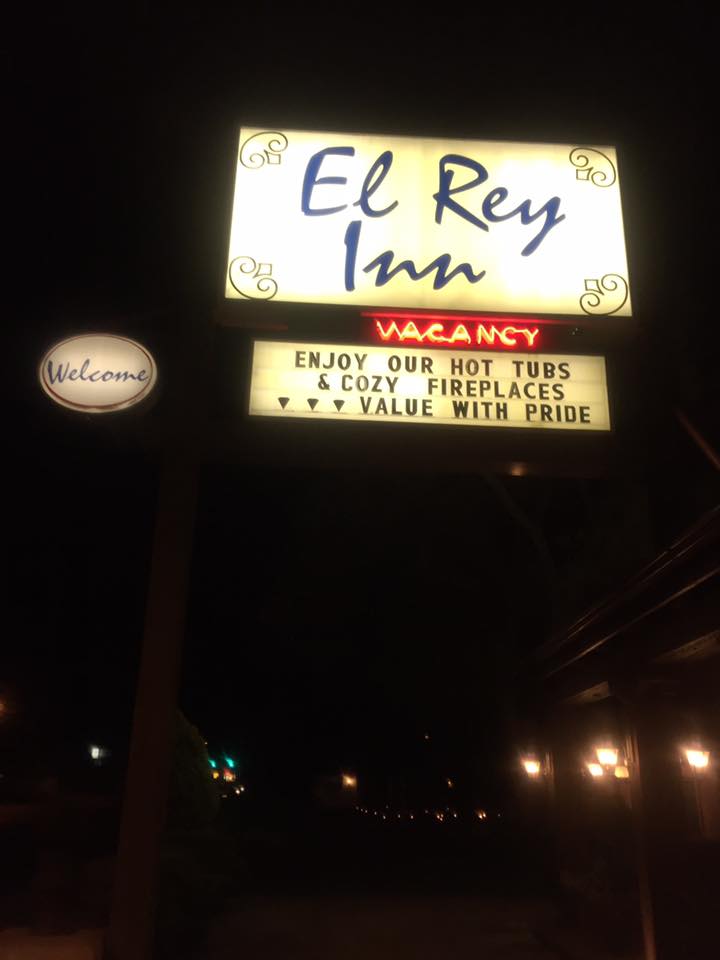 El Rey
Inn
VACANCY
ENJOY OUR HOT TUBS
& COZY FIREPLACES
▼ ▼ ▼ VALUE WITH PRIDE
Welcome